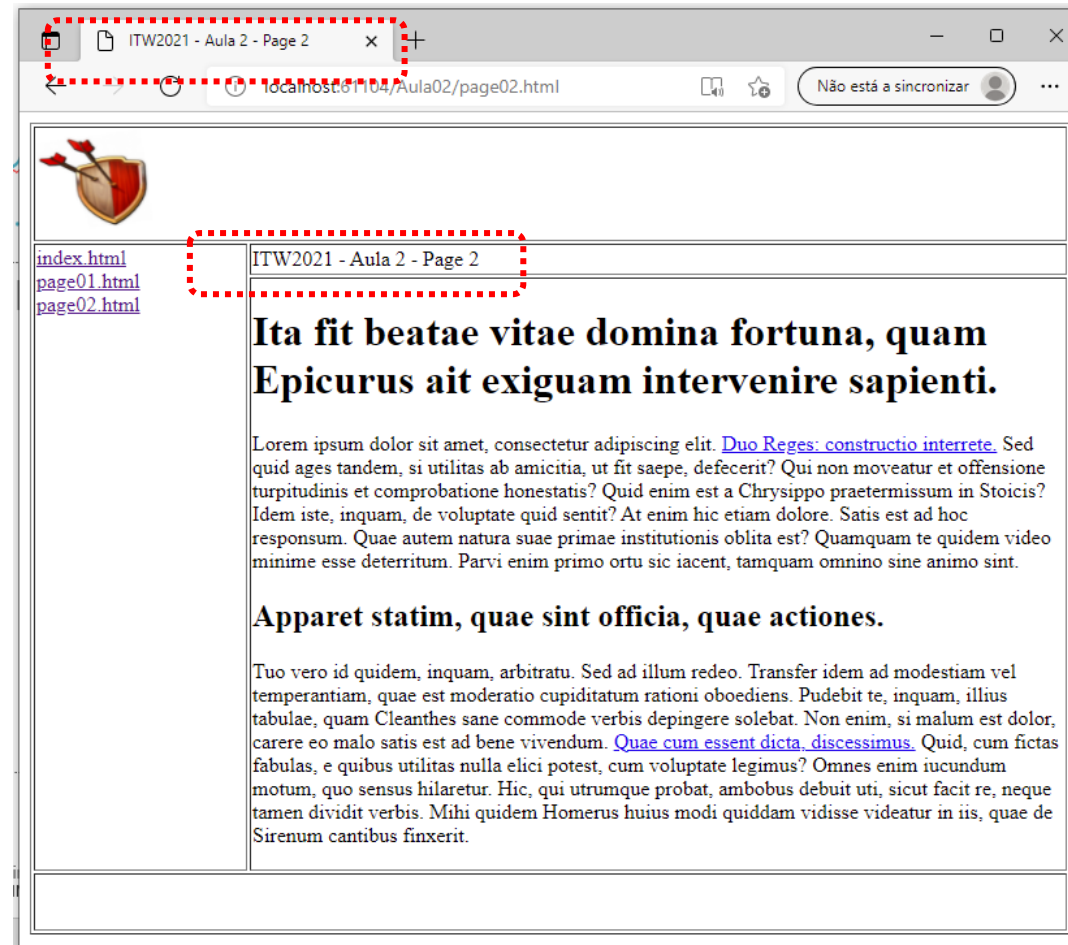 ITW2021 - Aula 2 - Page 2
localhost:61104/Aula02/page02.html
Não está a sincronizar
index.html
page01.html
page02.html
ITW2021 - Aula 2 - Page 2
Ita fit beatae vitae domina fortuna, quam
Epicurus ait exiguam intervenire sapienti.
Lorem ipsum dolor sit amet, consectetur adipiscing elit. Duo Reges: constructio interrete. Sed
quid ages tandem, si utilitas ab amicitia, ut fit saepe, defecerit? Qui non moveatur et offensione
turpitudinis et comprobatione honestatis? Quid enim est a Chrysippo praetermissum in Stoicis?
Idem iste, inquam, de voluptate quid sentit? At enim hic etiam dolore. Satis est ad hoc
responsum. Quae autem natura suae primae institutionis oblita est? Quamquam te quidem video
minime esse deterritum. Parvi enim primo ortu sic iacent, tamquam omnino sine animo sint.
Apparet statim, quae sint officia, quae actiones.
Tuo vero id quidem, inquam, arbitratu. Sed ad illum redeo. Transfer idem ad modestiam vel
temperantiam, quae est moderatio cupiditatum rationi oboediens. Pudebit te, inquam, illius
tabulae, quam Cleanthes sane commode verbis depingere solebat. Non enim, si malum est dolor,
carere eo malo satis est ad bene vivendum. Quae cum essent dicta, discessimus. Quid, cum fictas
fabulas, e quibus utilitas nulla elici potest, cum voluptate legimus? Omnes enim iucundum
motum, quo sensus hilaretur. Hic, qui utrumque probat, ambobus debuit uti, sicut facit re, neque
tamen dividit verbis. Mihi quidem Homerus huius modi quiddam vidisse videatur in iis, quae de
Sirenum cantibus finxerit.